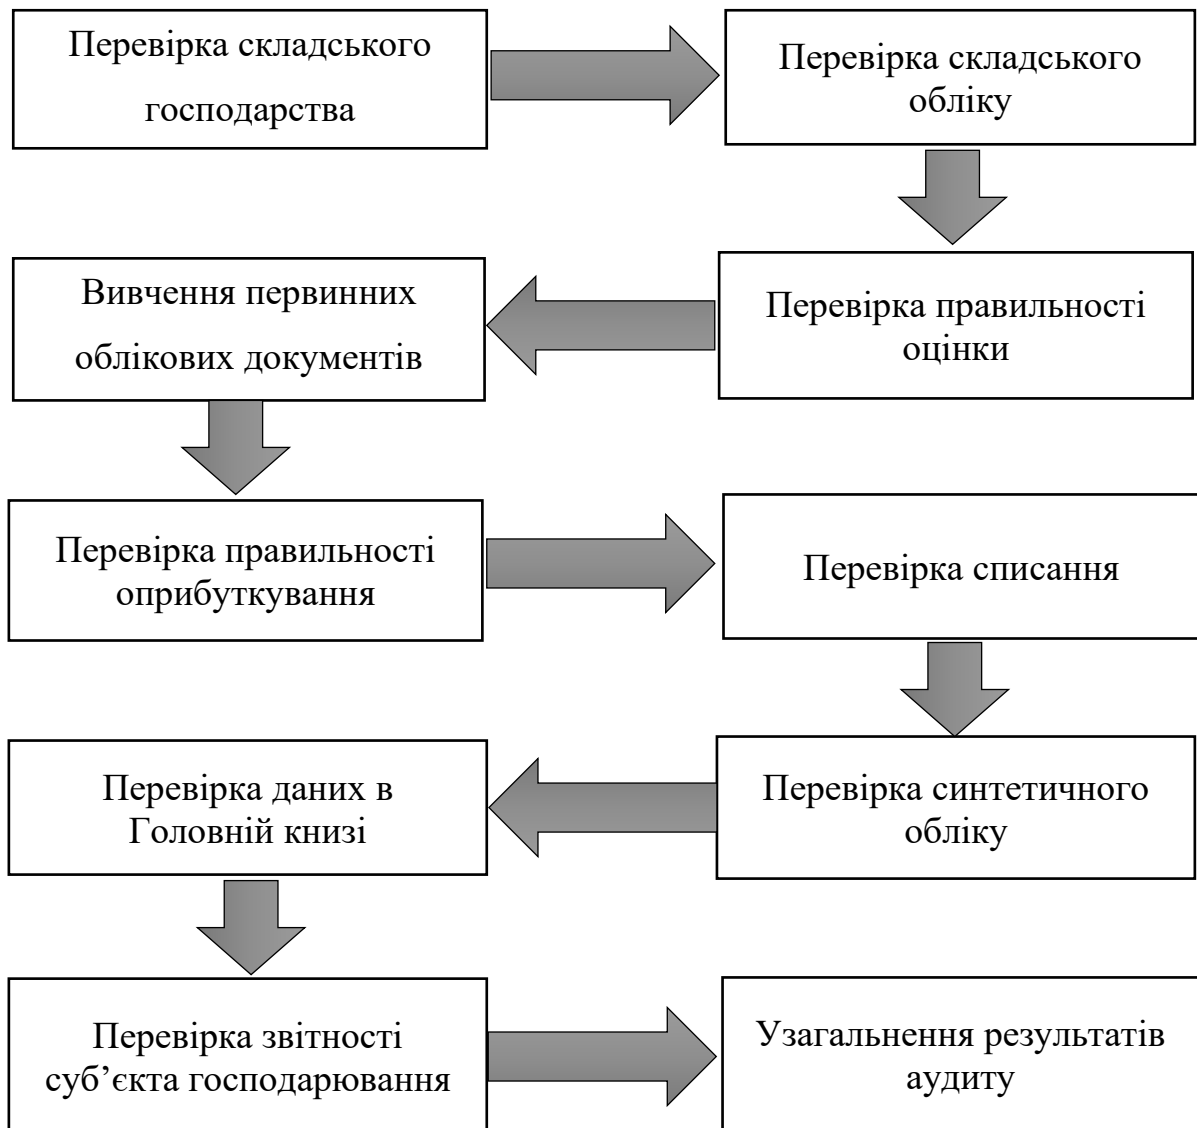 Перевірка складського
господарства
Перевірка складського
обліку
Перевірка правильності
оцінки
Вивчення первинних
облікових документів
Перевірка правильності
оприбуткування
Перевірка списання
Перевірка синтетичного
обліку
Перевірка даних в
Головній книзі
Перевірка звітності
суб’єкта господарювання
Узагальнення результатів
аудиту